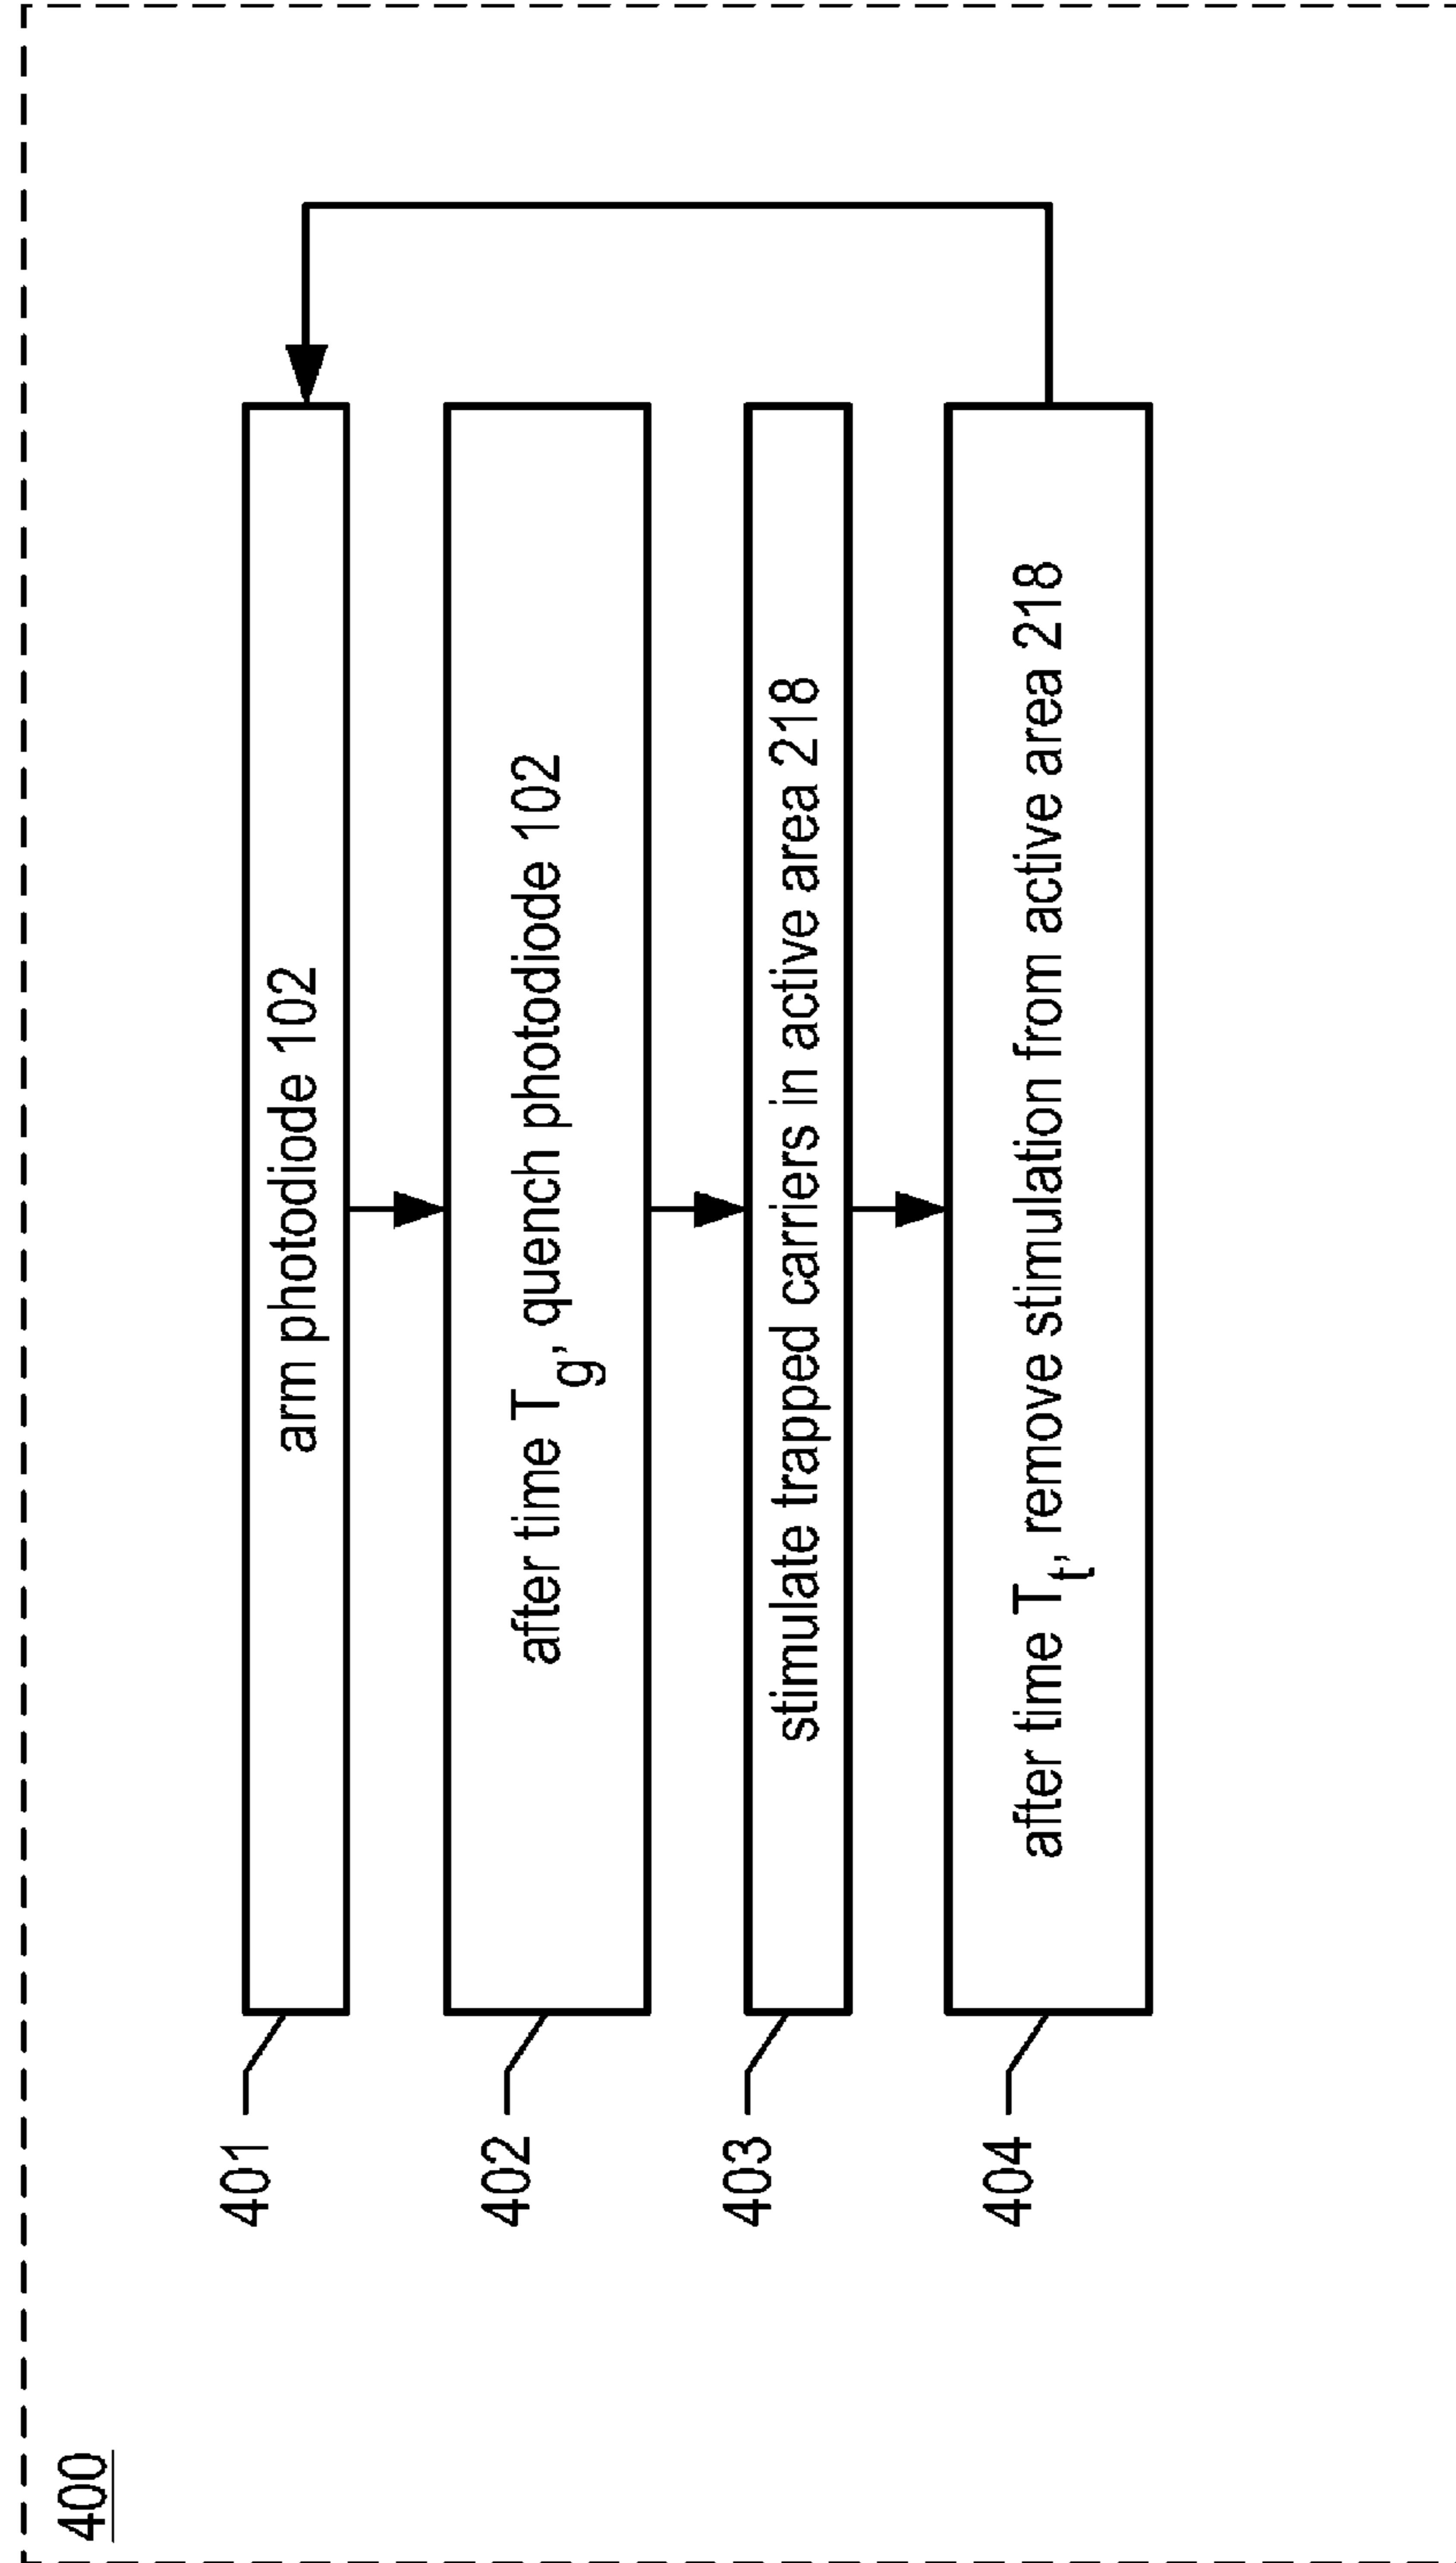 400
401
arm photodiode 102
402
after time Tg, quench photodiode 102
403
stimulate trapped carriers in active area 218
404
after time Tt, remove stimulation from active area 218